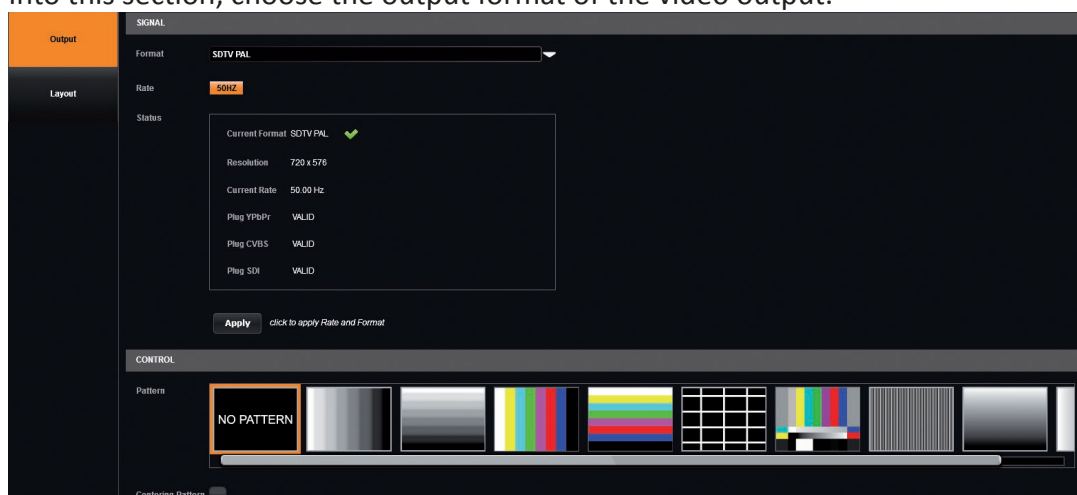 into this section, choose the output format of the video output.
Output
Layout
SIGNAL
Format SDTV PAL
Rate 50HZ
Status
Current Format SDTV PAL
Resolution 720 x 576
Current Rate 50.00 Hz
Plug YPbPr VALID
Plug CVBS VALID
Plug SDI VALID
Apply click to apply Rate and Format
CONTROL
Pattern
NO PATTERN
Centering Pattern